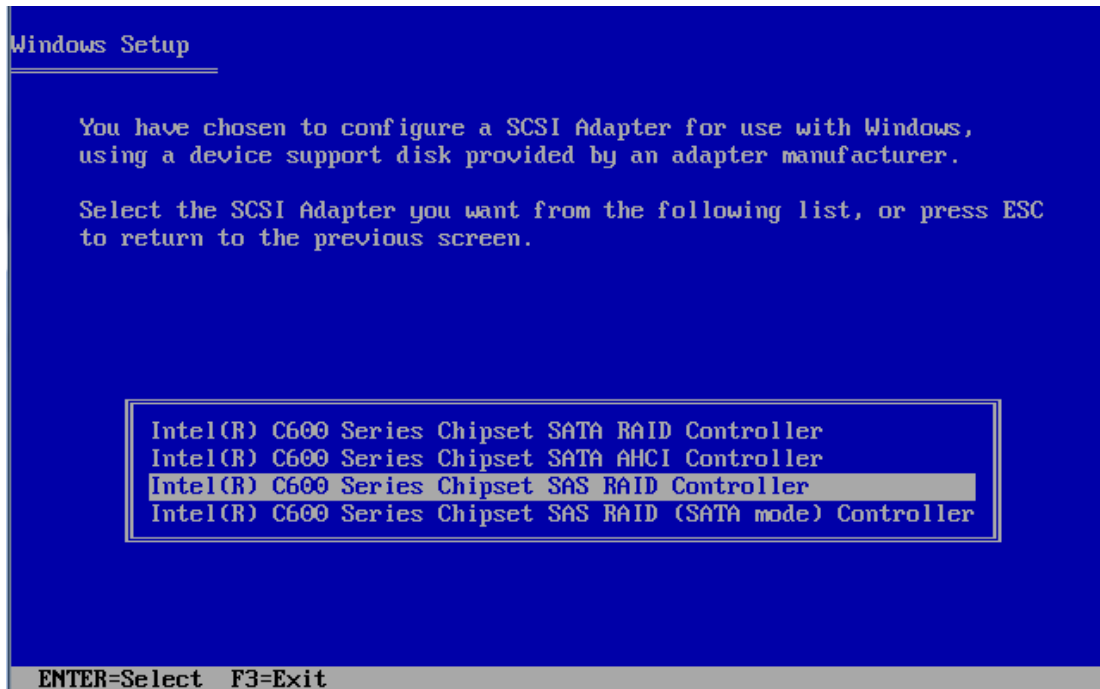 Windows Setup
You have chosen to configure a SCSI Adapter for use with Windows,
using a device support disk provided by an adapter manufacturer.
Select the SCSI Adapter you want from the following list, or press ESC
to return to the previous screen.
Intel(R) C600 Series Chipset SATA RAID Controller
Intel(R) C600 Series Chipset SATA AHCI Controller
Intel(R) C600 Series Chipset SAS RAID Controller
Intel(R) C600 Series Chipset SAS RAID (SATA mode) Controller
ENTER=Select F3=Exit